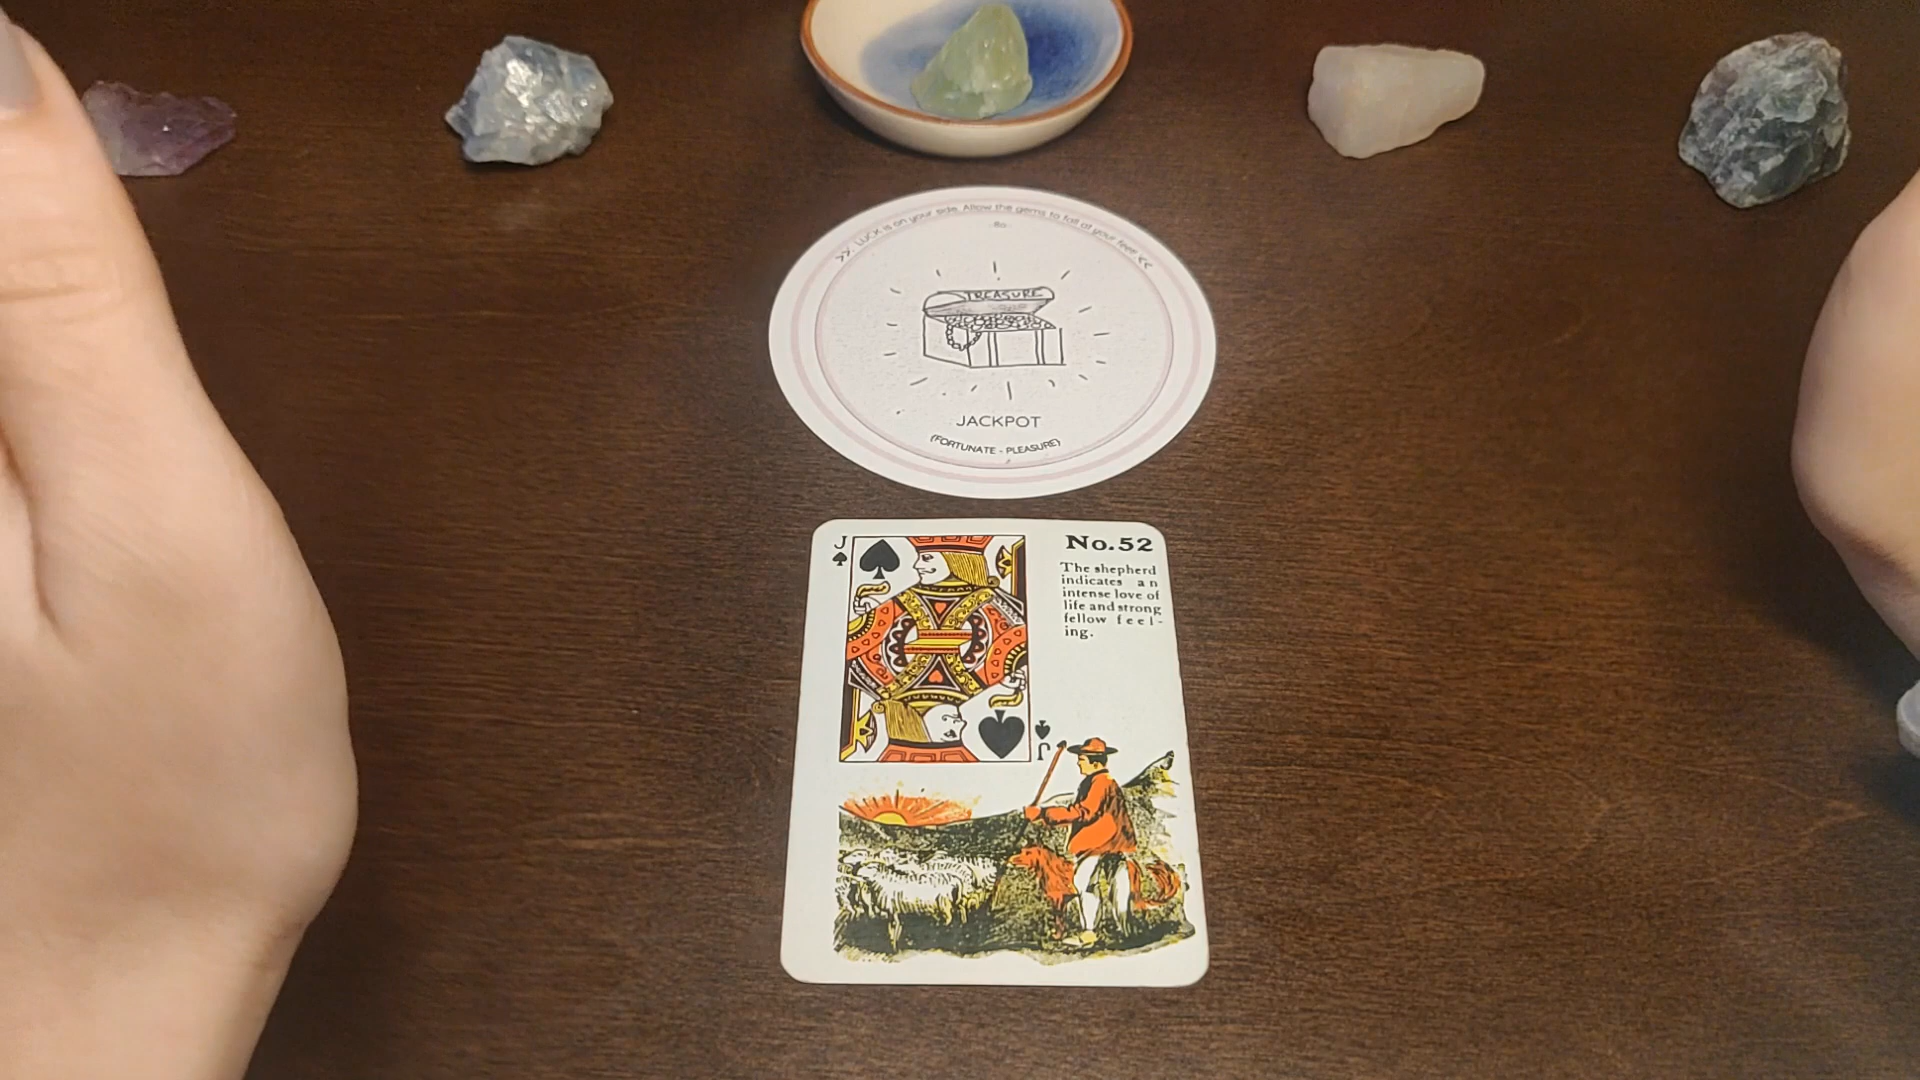 >> LUCK is on your side. Allow the gems to fall at your feet! <<
TREASURE
JACKPOT
(FORTUNATE - PLEASURE)
J
No.52
The shepherd
indicates an
intense love of
life and strong
fellow feel-
ing.
J